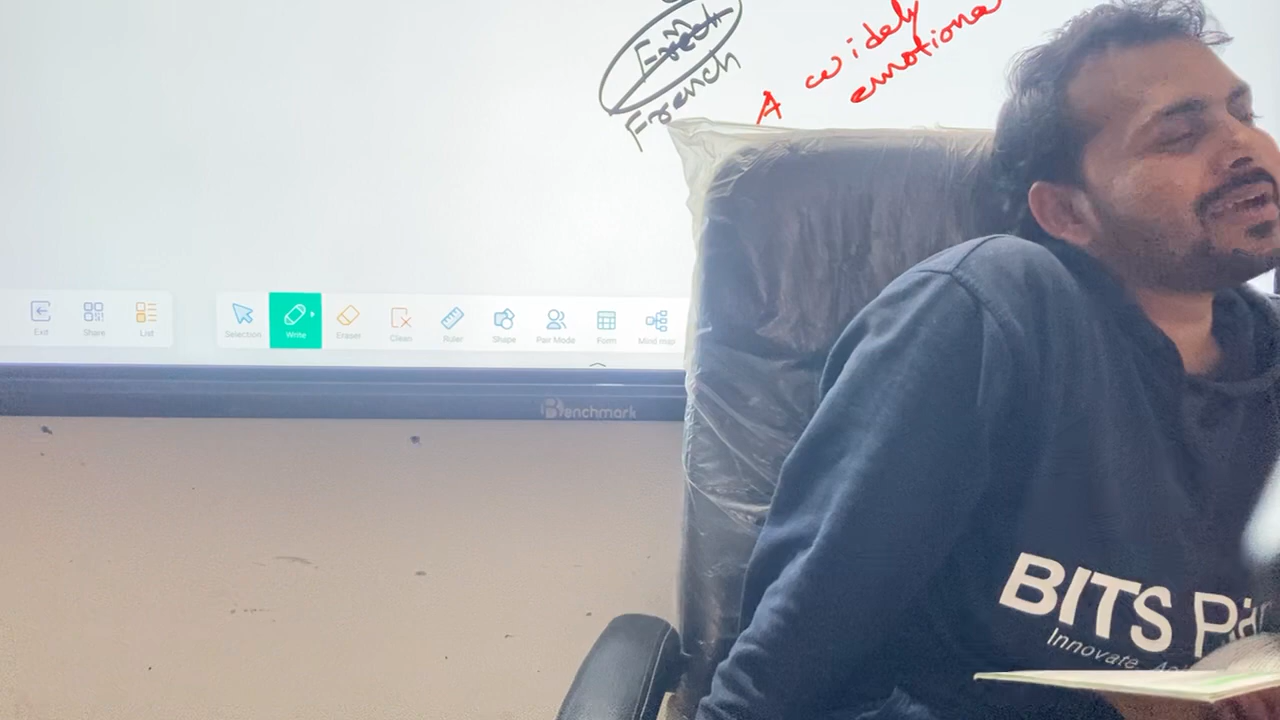 French
A widely
emotiona
Exit
Share
List
Selection
Write
Eraser
Clean
Ruler
Shape
Pair Mode
Form
Mind map
Benchmark
BITS Pi
Innovate.